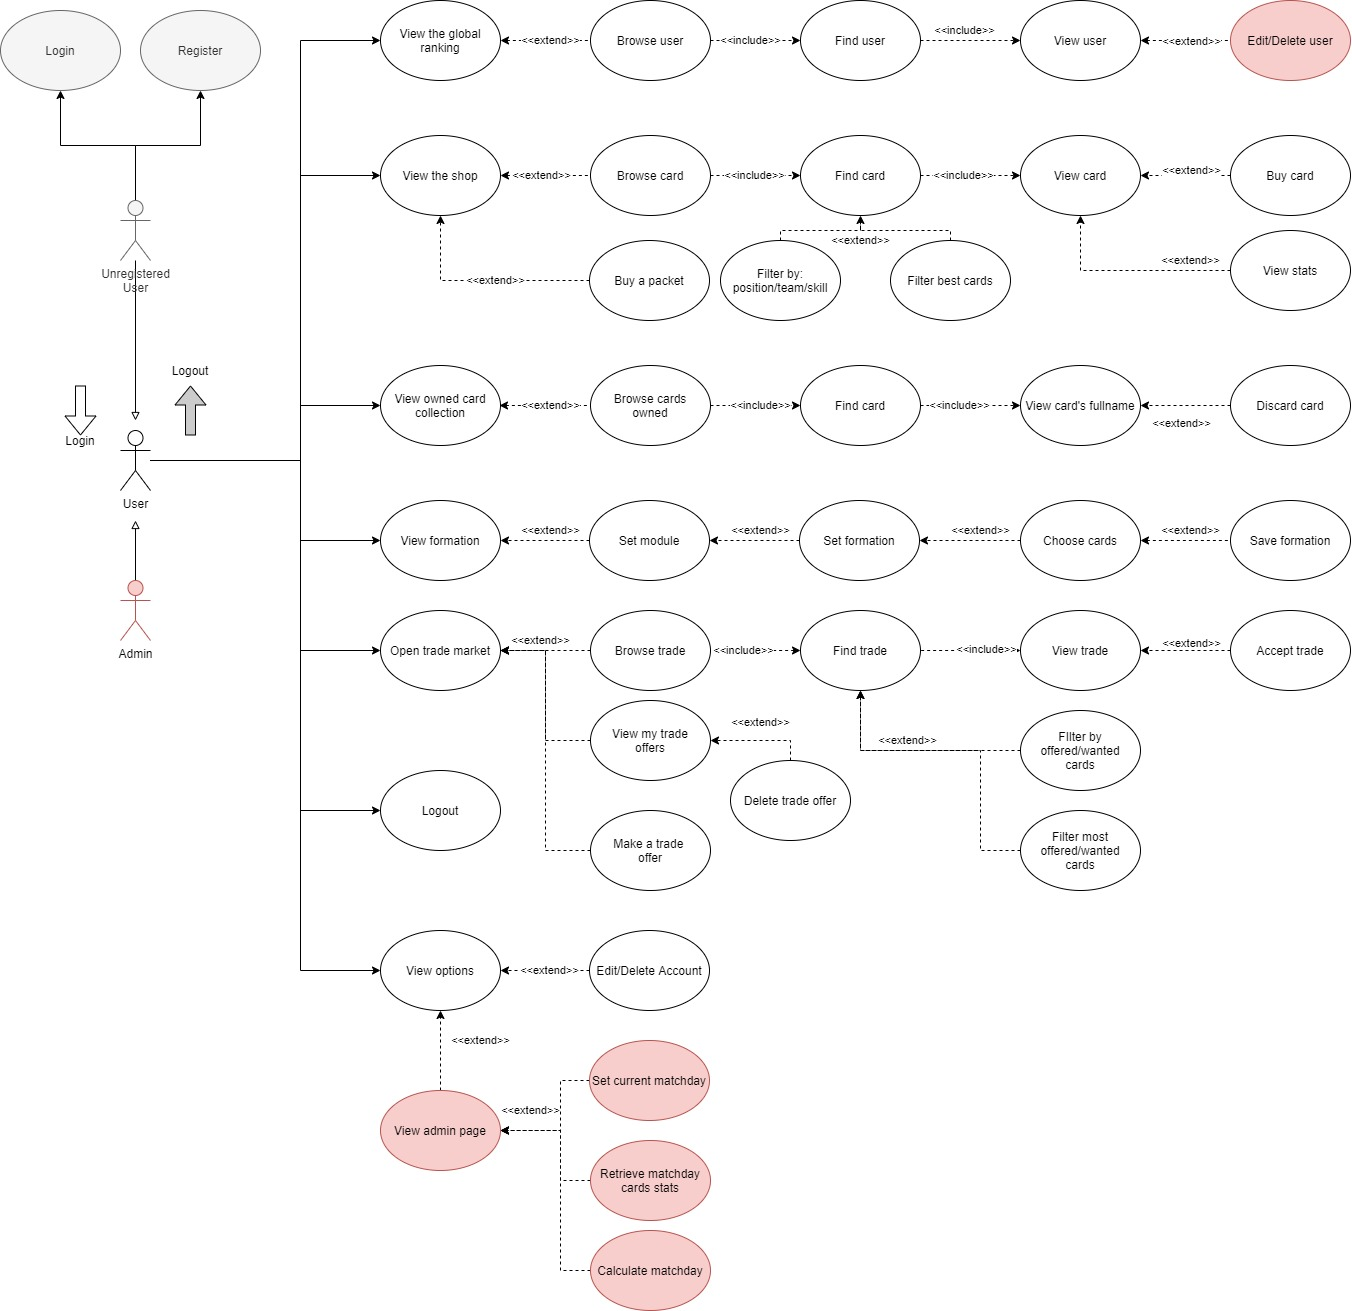 Login
Register
Unregistered
User
Login
Logout
User
Admin
View the global
ranking
<<extend>>
Browse user
<<include>>
Find user
<<include>>
View user
<<extend>>
Edit/Delete user
View the shop
<<extend>>
Browse card
<<include>>
Find card
<<include>>
View card
<<extend>>
Buy card
<<extend>>
Buy a packet
<<extend>>
Filter by:
position/team/skill
Filter best cards
<<extend>>
View stats
View owned card
collection
<<extend>>
Browse cards
owned
<<include>>
Find card
<<include>>
View card's fullname
<<extend>>
Discard card
View formation
<<extend>>
Set module
<<extend>>
Set formation
<<extend>>
Choose cards
<<extend>>
Save formation
Open trade market
<<extend>>
Browse trade
<<include>>
Find trade
<<include>>
View trade
<<extend>>
Accept trade
View my trade
offers
<<extend>>
Delete trade offer
<<extend>>
FIlter by
offered/wanted
cards
Make a trade
offer
Filter most
offered/wanted
cards
Logout
View options
<<extend>>
Edit/Delete Account
<<extend>>
View admin page
<<extend>>
Set current matchday
Retrieve matchday
cards stats
Calculate matchday